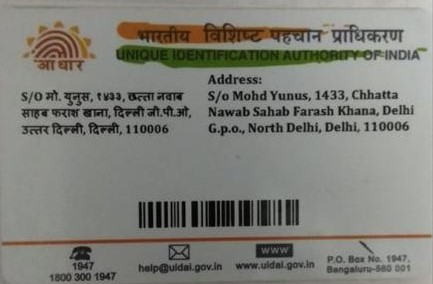 भारतीय विशिष्ट पहचान प्राधिकरण
UNIQUE IDENTIFICATION AUTHORITY OF INDIA
आधार
S/O मो. युनुस, १४३३, छत्ता नवाब
साहब फराश खाना, दिल्ली जी.पी.ओ,
उत्तर दिल्ली, दिल्ली, 110006
Address:
S/o Mohd Yunus, 1433, Chhatta
Nawab Sahab Farash Khana, Delhi
G.p.o., North Delhi, Delhi, 110006
1947
1800 300 1947
help@uidai.gov.in
www
www.uidai.gov.in
P.O. Box No. 1947,
Bengaluru-560 001